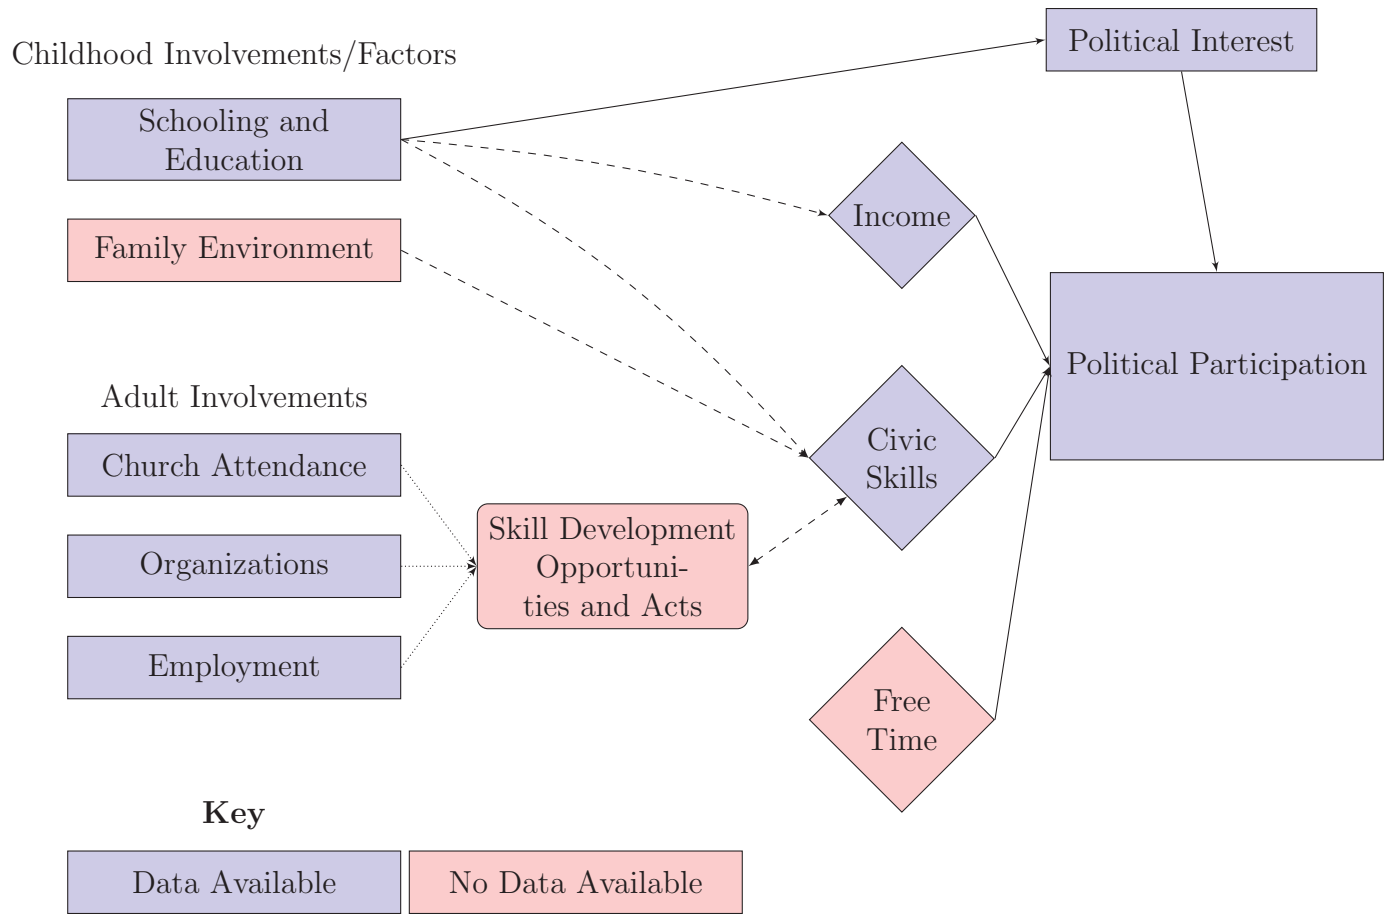 Political Interest
Childhood Involvements/Factors
Schooling and
Education
Income
Family Environment
Political Participation
Adult Involvements
Church Attendance
Civic
Skills
Organizations
Skill Development
Opportuni-
ties and Acts
Employment
Free
Time
Key
Data Available
No Data Available